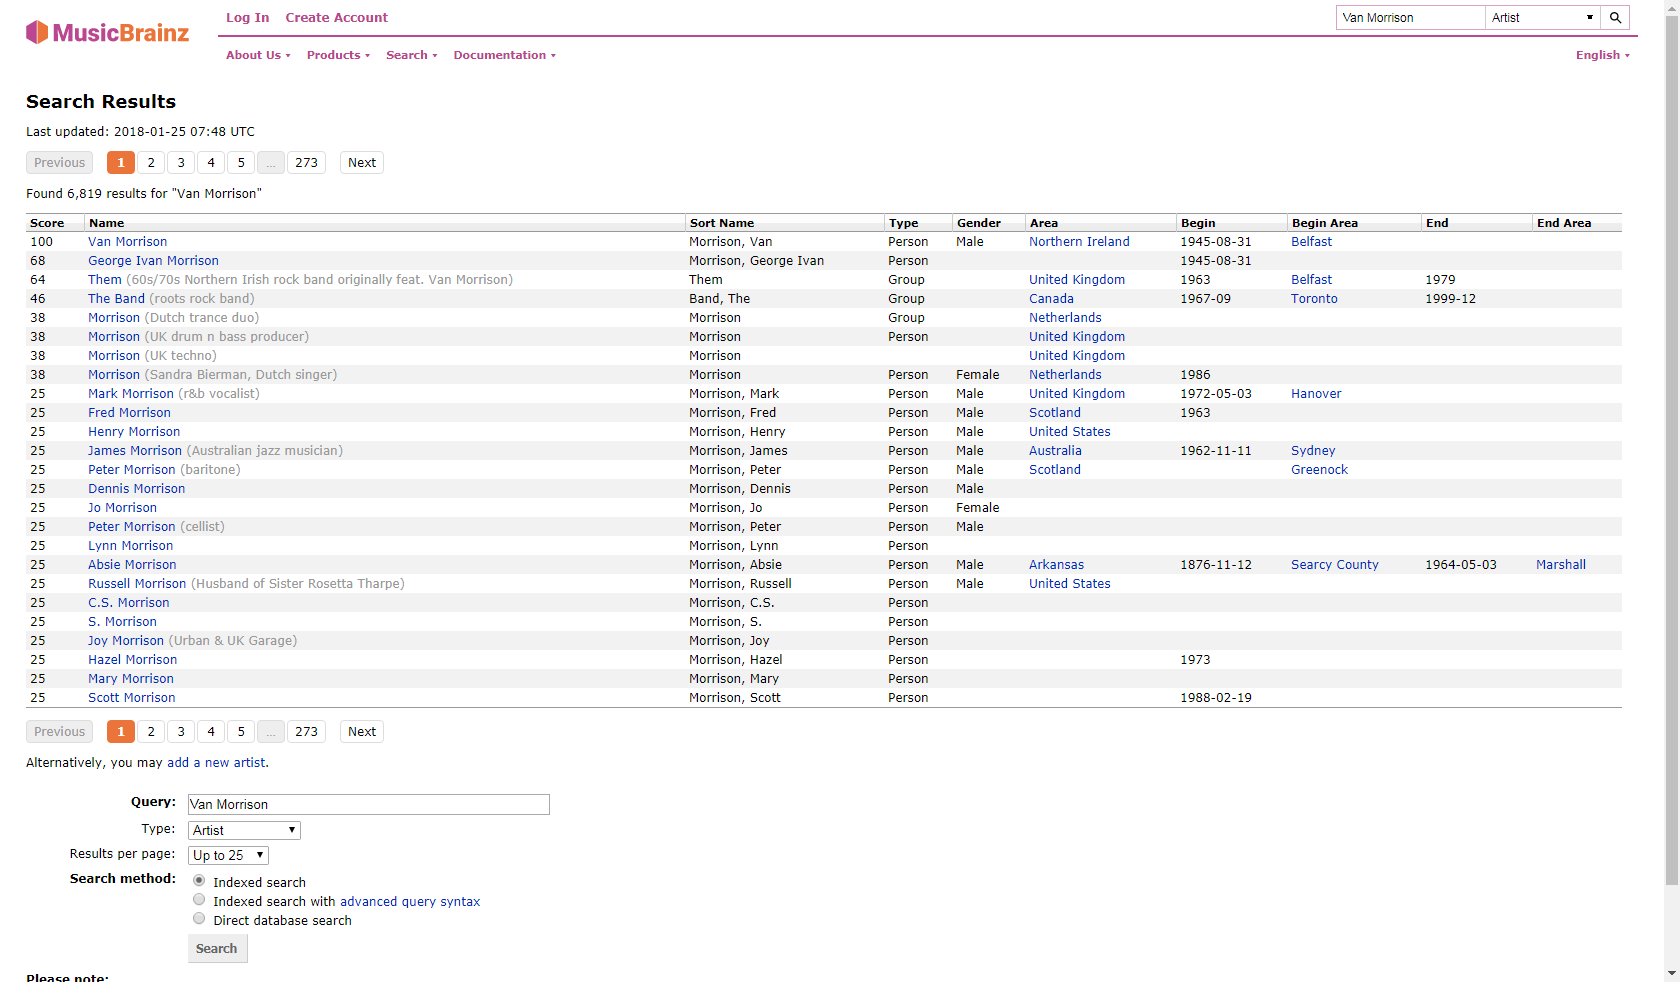 MusicBrainz
Log In Create Account
Van Morrison Artist
About Us Products Search Documentation English
Search Results
Last updated: 2018-01-25 07:48 UTC
Previous 1 2 3 4 5 ... 273 Next
Found 6,819 results for "Van Morrison"
Score Name Sort Name Type Gender Area Begin Begin Area End End Area
100 Van Morrison Morrison, Van Person Male Northern Ireland 1945-08-31 Belfast
68 George Ivan Morrison Morrison, George Ivan Person 1945-08-31
64 Them (60s/70s Northern Irish rock band originally feat. Van Morrison) Them Group United Kingdom 1963 Belfast 1979
46 The Band (roots rock band) Band, The Group Canada 1967-09 Toronto 1999-12
38 Morrison (Dutch trance duo) Morrison Group Netherlands
38 Morrison (UK drum n bass producer) Morrison Person United Kingdom
38 Morrison (UK techno) Morrison United Kingdom
38 Morrison (Sandra Bierman, Dutch singer) Morrison Person Female Netherlands 1986
25 Mark Morrison (r&b vocalist) Morrison, Mark Person Male United Kingdom 1972-05-03 Hanover
25 Fred Morrison Morrison, Fred Person Male Scotland 1963
25 Henry Morrison Morrison, Henry Person Male United States
25 James Morrison (Australian jazz musician) Morrison, James Person Male Australia 1962-11-11 Sydney
25 Peter Morrison (baritone) Morrison, Peter Person Male Scotland Greenock
25 Dennis Morrison Morrison, Dennis Person Male
25 Jo Morrison Morrison, Jo Person Female
25 Peter Morrison (cellist) Morrison, Peter Person Male
25 Lynn Morrison Morrison, Lynn Person
25 Absie Morrison Morrison, Absie Person Male Arkansas 1876-11-12 Searcy County 1964-05-03 Marshall
25 Russell Morrison (Husband of Sister Rosetta Tharpe) Morrison, Russell Person Male United States
25 C.S. Morrison Morrison, C.S. Person
25 S. Morrison Morrison, S. Person
25 Joy Morrison (Urban & UK Garage) Morrison, Joy Person
25 Hazel Morrison Morrison, Hazel Person 1973
25 Mary Morrison Morrison, Mary Person
25 Scott Morrison Morrison, Scott Person 1988-02-19
Previous 1 2 3 4 5 ... 273 Next
Alternatively, you may add a new artist.
Query: Van Morrison
Type: Artist
Results per page: Up to 25
Search method: Indexed search
Indexed search with advanced query syntax
Direct database search
Search
Please note: